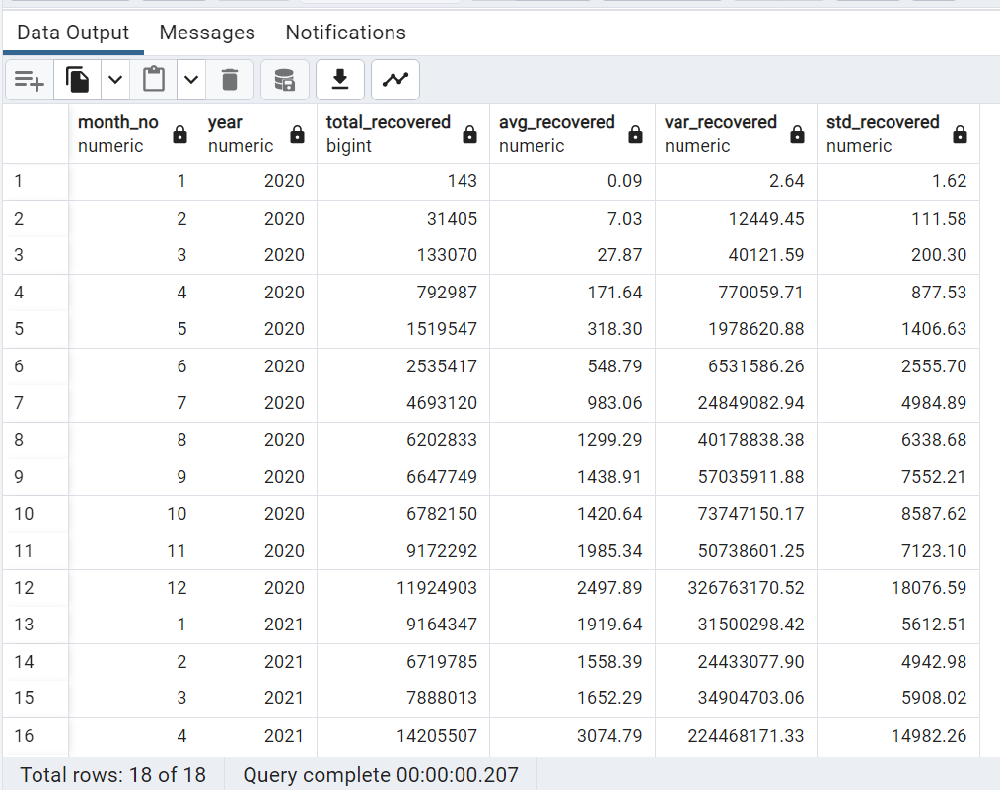 Data Output Messages Notifications
month_no year total_recovered avg_recovered var_recovered std_recovered
numeric numeric bigint numeric numeric numeric
1 1 2020 143 0.09 2.64 1.62
2 2 2020 31405 7.03 12449.45 111.58
3 3 2020 133070 27.87 40121.59 200.30
4 4 2020 792987 171.64 770059.71 877.53
5 5 2020 1519547 318.30 1978620.88 1406.63
6 6 2020 2535417 548.79 6531586.26 2555.70
7 7 2020 4693120 983.06 24849082.94 4984.89
8 8 2020 6202833 1299.29 40178838.38 6338.68
9 9 2020 6647749 1438.91 57035911.88 7552.21
10 10 2020 6782150 1420.64 73747150.17 8587.62
11 11 2020 9172292 1985.34 50738601.25 7123.10
12 12 2020 11924903 2497.89 326763170.52 18076.59
13 1 2021 9164347 1919.64 31500298.42 5612.51
14 2 2021 6719785 1558.39 24433077.90 4942.98
15 3 2021 7888013 1652.29 34904703.06 5908.02
16 4 2021 14205507 3074.79 224468171.33 14982.26
Total rows: 18 of 18 Query complete 00:00:00.207